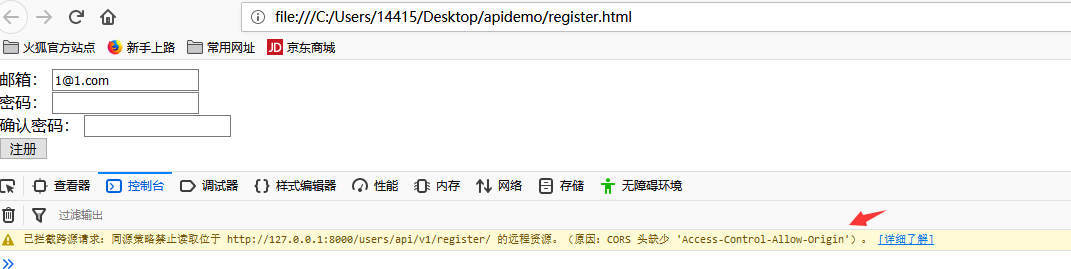 file:///C:/Users/14415/Desktop/apidemo/register.html
火狐官方站点 新手上路 常用网址 JD 京东商城
邮箱： 1@1.com
密码：
确认密码：
注册
查看器 控制台 调试器 样式编辑器 性能 内存 网络 存储 无障碍环境
过滤输出
已拦截跨源请求：同源策略禁止读取位于 http://127.0.0.1:8000/users/api/v1/register/ 的远程资源。（原因：CORS 头缺少 'Access-Control-Allow-Origin'）。 [详细了解]